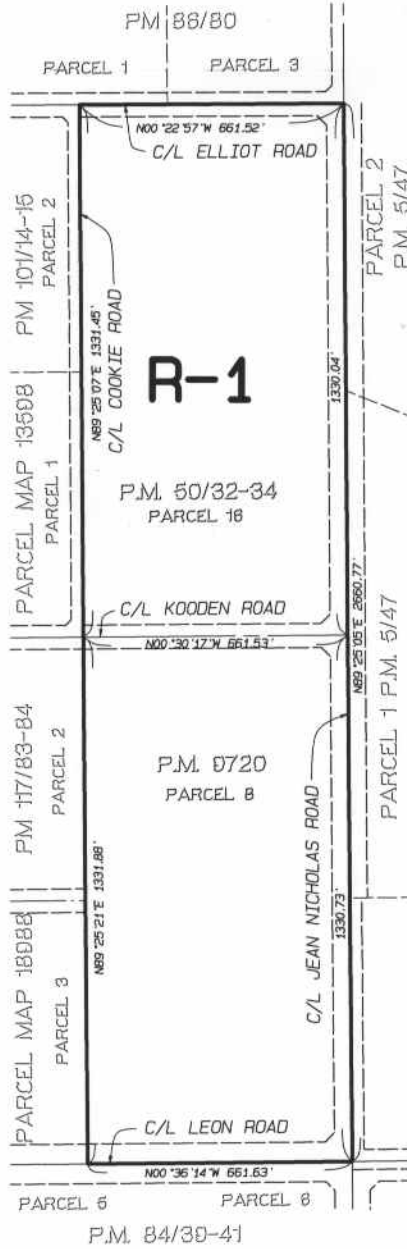 PM 86/80
PARCEL 1
PARCEL 3
N00°22'57"W 661.52'
C/L ELLIOT ROAD
PM 101/14-15
PARCEL 2
PARCEL 2
P.M. 5/47
N89°25'07"E 1331.45'
C/L COOKIE ROAD
R-1
1330.04'
PARCEL MAP 13598
PARCEL 1
P.M. 50/32-34
PARCEL 16
C/L KOODEN ROAD
N00°30'17"W 661.53'
N89°25'05"E 2660.77'
PARCEL 1 P.M. 5/47
PM 117/83-84
PARCEL 2
P.M. 9720
PARCEL 8
N89°25'21"E 1331.88'
C/L JEAN NICHOLAS ROAD
1330.73'
PARCEL MAP 18088
PARCEL 3
C/L LEON ROAD
N00°36'14"W 661.63'
PARCEL 5
PARCEL 6
P.M. 84/39-41